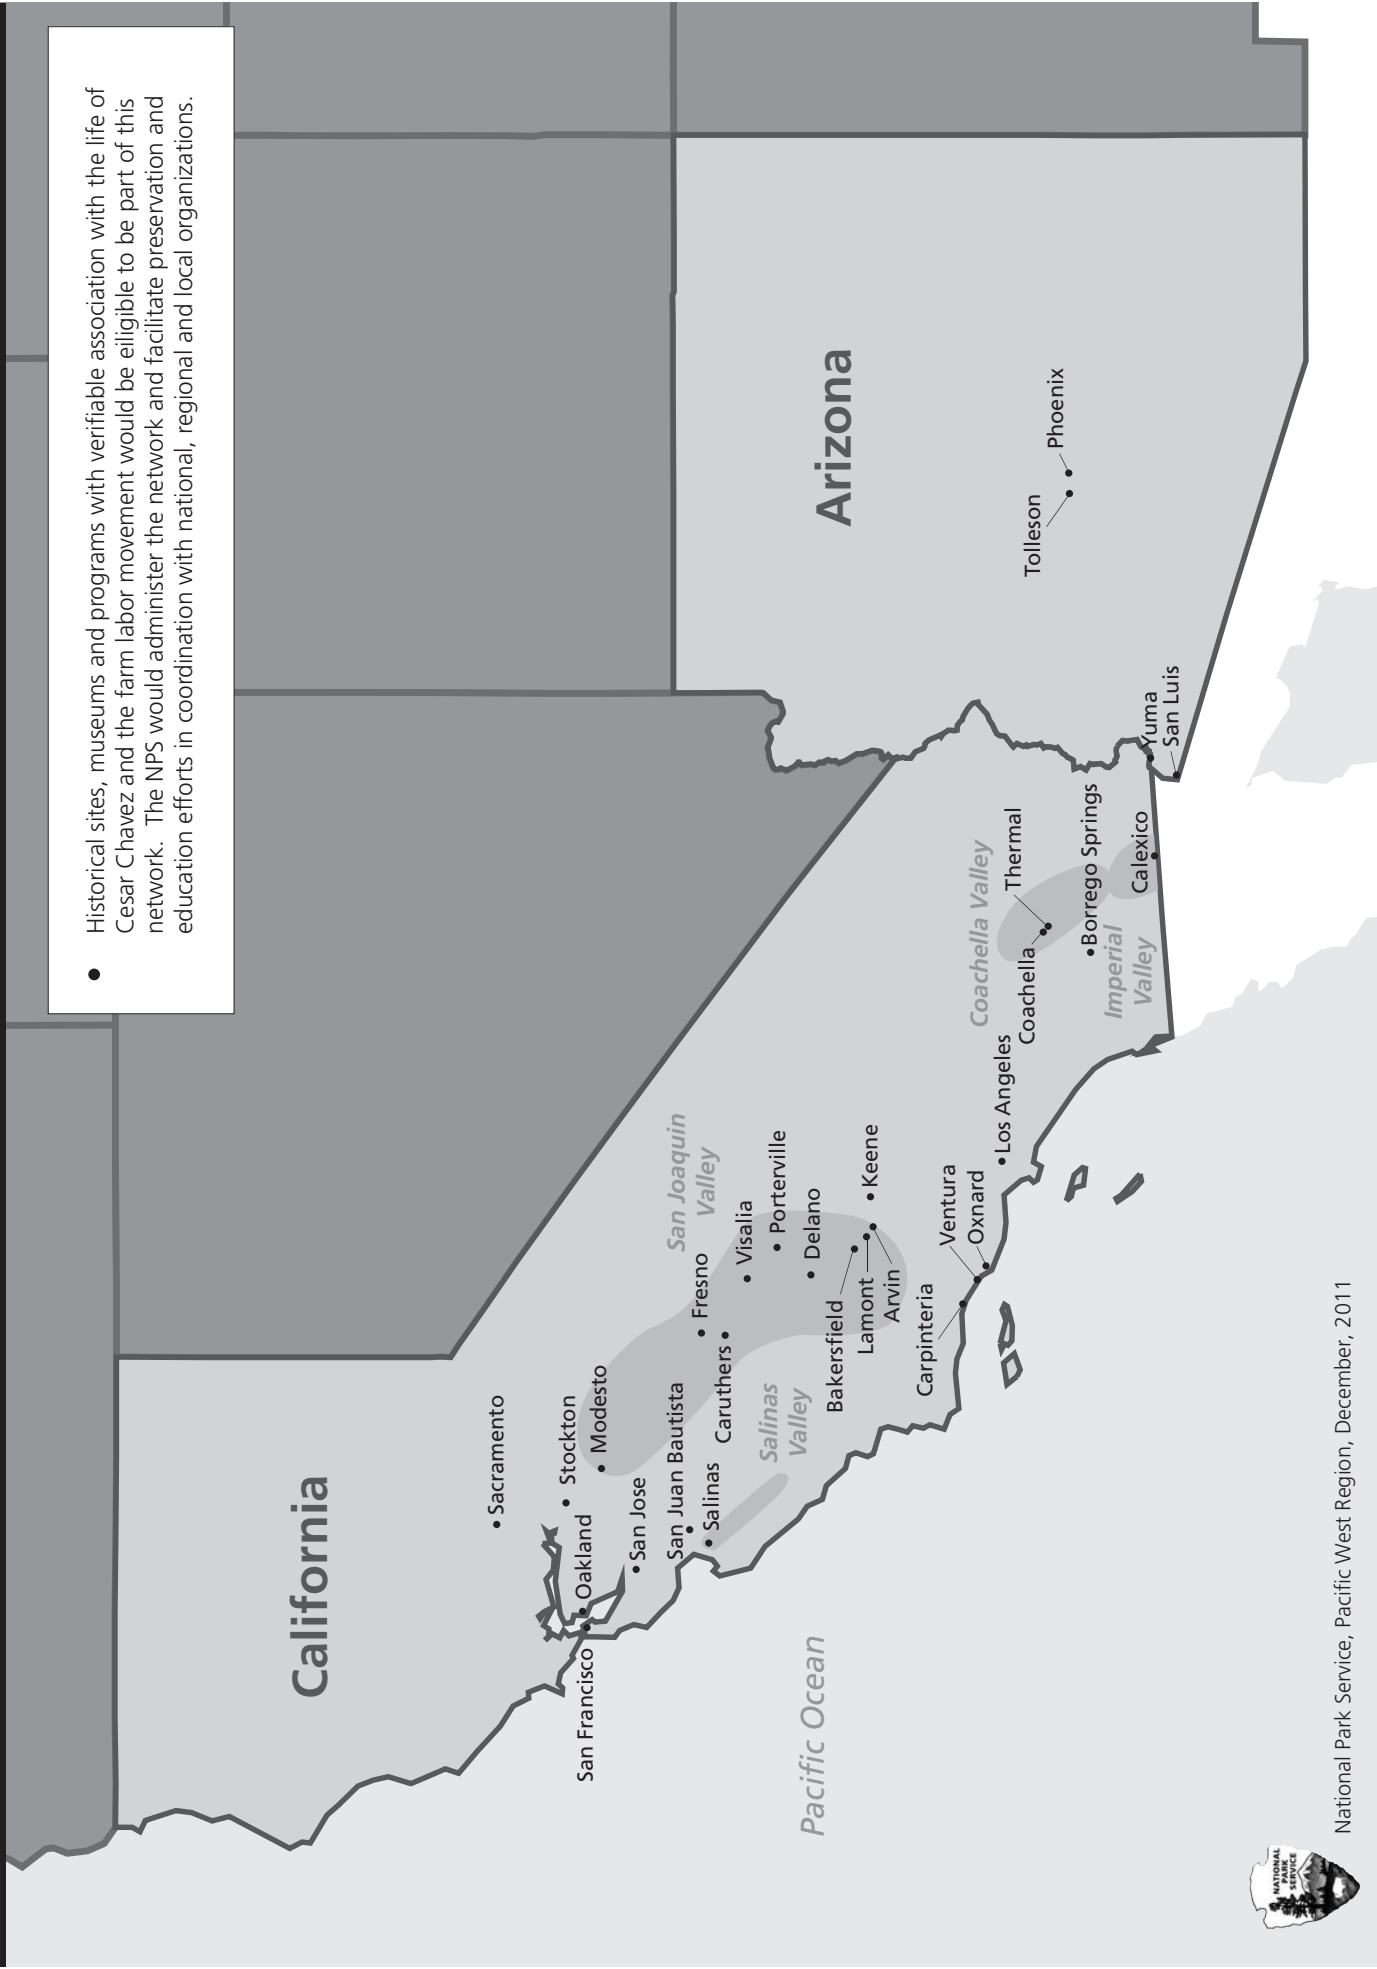 Historical sites, museums and programs with verifiable association with the life of
Cesar Chavez and the farm labor movement would be eiligible to be part of this
network.  The NPS would administer the network and facilitate preservation and
education efforts in coordination with national, regional and local organizations.
California
Arizona
Sacramento
Stockton
Modesto
Oakland
San Francisco
San Jose
San Juan Bautista
Salinas
Salinas
Valley
San Joaquin
Valley
Fresno
Caruthers
Visalia
Porterville
Delano
Bakersfield
Lamont
Arvin
Keene
Carpinteria
Ventura
Oxnard
Los Angeles
Coachella Valley
Coachella
Thermal
Borrego Springs
Imperial
Valley
Calexico
Yuma
San Luis
Tolleson
Phoenix
Pacific Ocean
NATIONAL
PARK
SERVICE
National Park Service, Pacific West Region, December, 2011